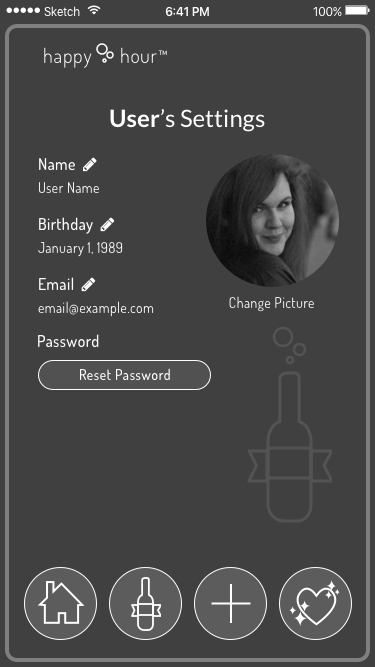 Sketch 6:41 PM 100%
happy hour™
User's Settings
Name
User Name
Birthday
January 1, 1989
Email
email@example.com
Change Picture
Password
Reset Password